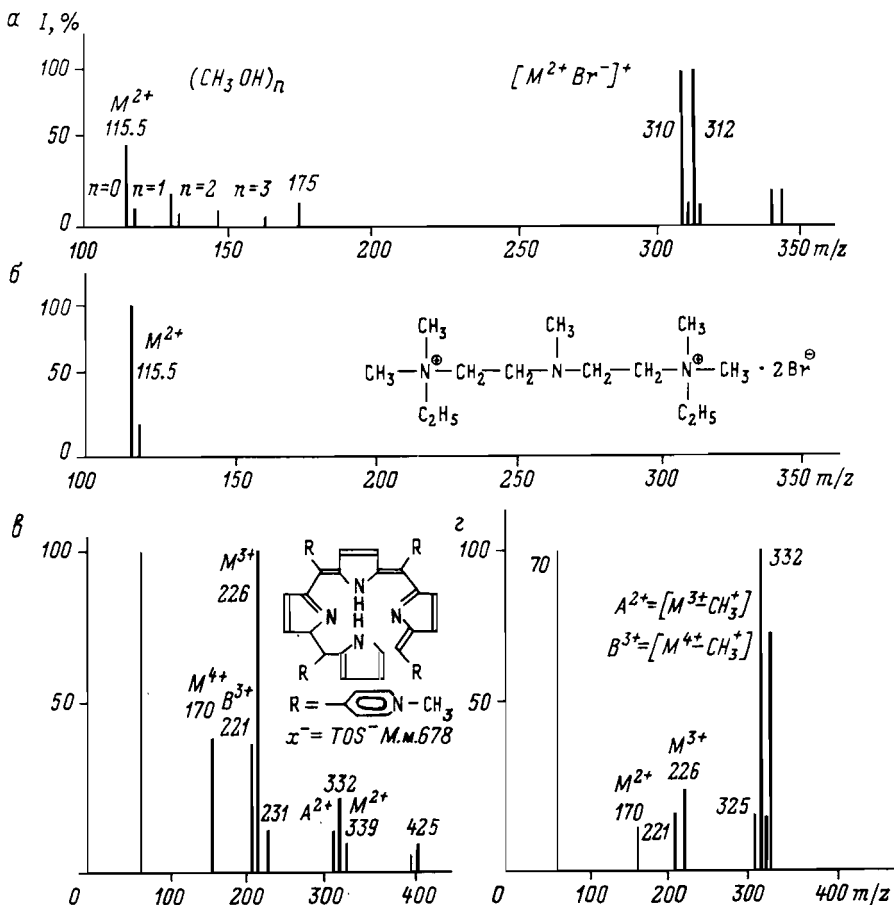 а I, %
100
50
0
(CH₃OH)ₙ
[M²⁺ Br⁻]⁺
M²⁺
115.5
n=0 n=1 n=2 n=3 175
310 312
100 150 200 250 300 350 m/z
б
100
50
0
M²⁺
115.5
CH₃ CH₃ CH₃
CH₃—N⊕—CH₂—CH₂—N—CH₂—CH₂—N⊕—CH₃ · 2Br⊖
C₂H₅ C₂H₅
100 150 200 250 300 350 m/z
в
100
50
M³⁺
226
M⁴⁺ B³⁺
170 221
231
A²⁺
332
M²⁺
339
425
R R
N
H
N N
H
N
R R
R = —N—CH₃
x⁻ = TOS⁻ М.м.678
0 100 200 300 400
г
100
50
70
332
A²⁺=[M³⁺-CH₃⁺]
B³⁺=[M⁴⁺-CH₃⁺]
M³⁺
M²⁺ 226
170
221
325
0 100 200 300 400 m/z